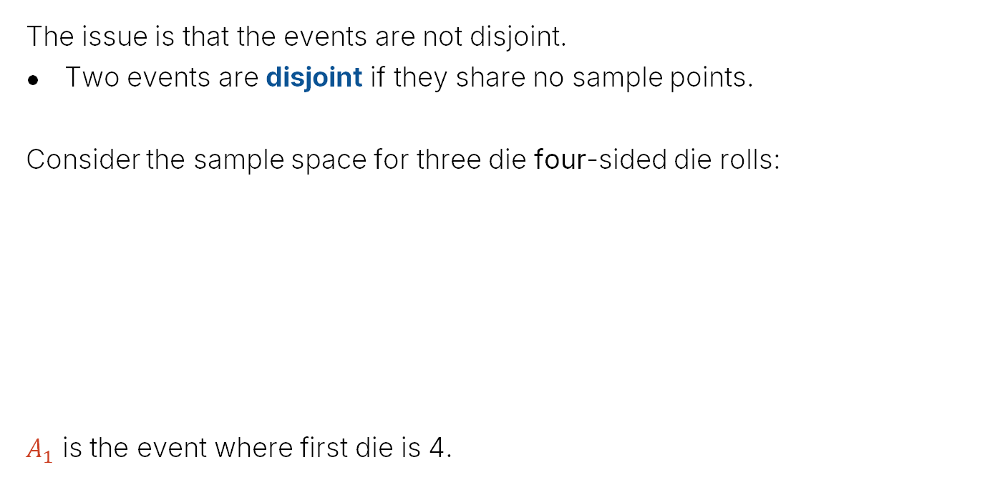 The issue is that the events are not disjoint.
● Two events are disjoint if they share no sample points.
Consider the sample space for three die four-sided die rolls:
A₁ is the event where first die is 4.